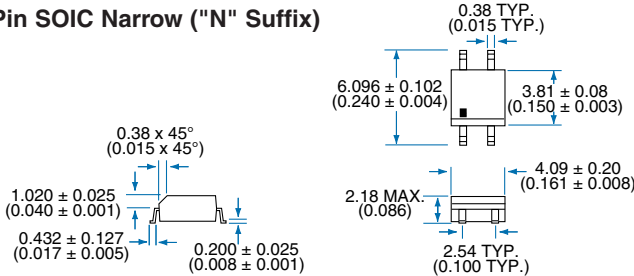 Pin SOIC Narrow ("N" Suffix)
0.38 TYP.
(0.015 TYP.)
6.096 ± 0.102
(0.240 ± 0.004)
3.81 ± 0.08
(0.150 ± 0.003)
0.38 x 45°
(0.015 x 45°)
1.020 ± 0.025
(0.040 ± 0.001)
0.432 ± 0.127
(0.017 ± 0.005)
0.200 ± 0.025
(0.008 ± 0.001)
4.09 ± 0.20
(0.161 ± 0.008)
2.18 MAX.
(0.086)
2.54 TYP.
(0.100 TYP.)